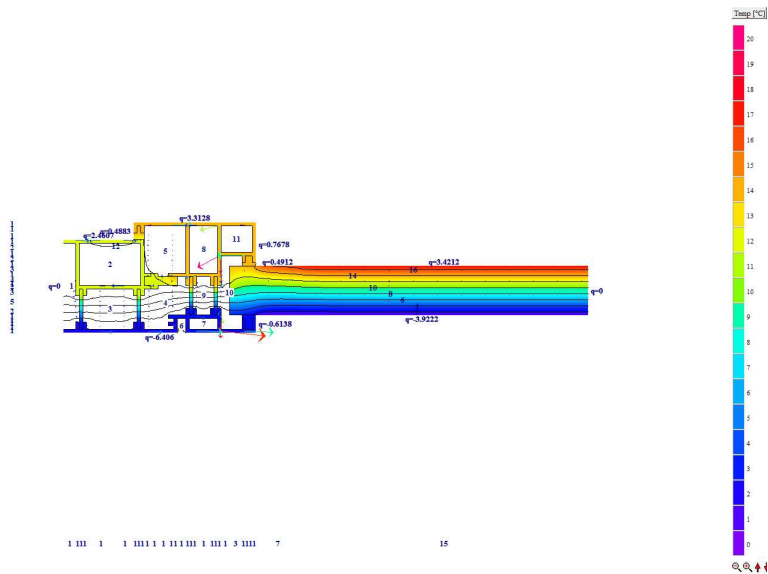 Temp [°C]
20
19
18
17
16
15
14
13
12
11
10
9
8
7
6
5
4
3
2
1
0
q=3.3128
q=2.4607
q=0.4883
12
11
5
8
q=0.7678
2
q=0.4912
q=3.4212
16
14
q=0
1
10
q=0
9
10
8
4
6
3
6
7
q=-0.6138
q=-3.9222
q=-6.406
1 111 1 1 1111 1 1 11 1 111 1 111 1 3 1111 7 15